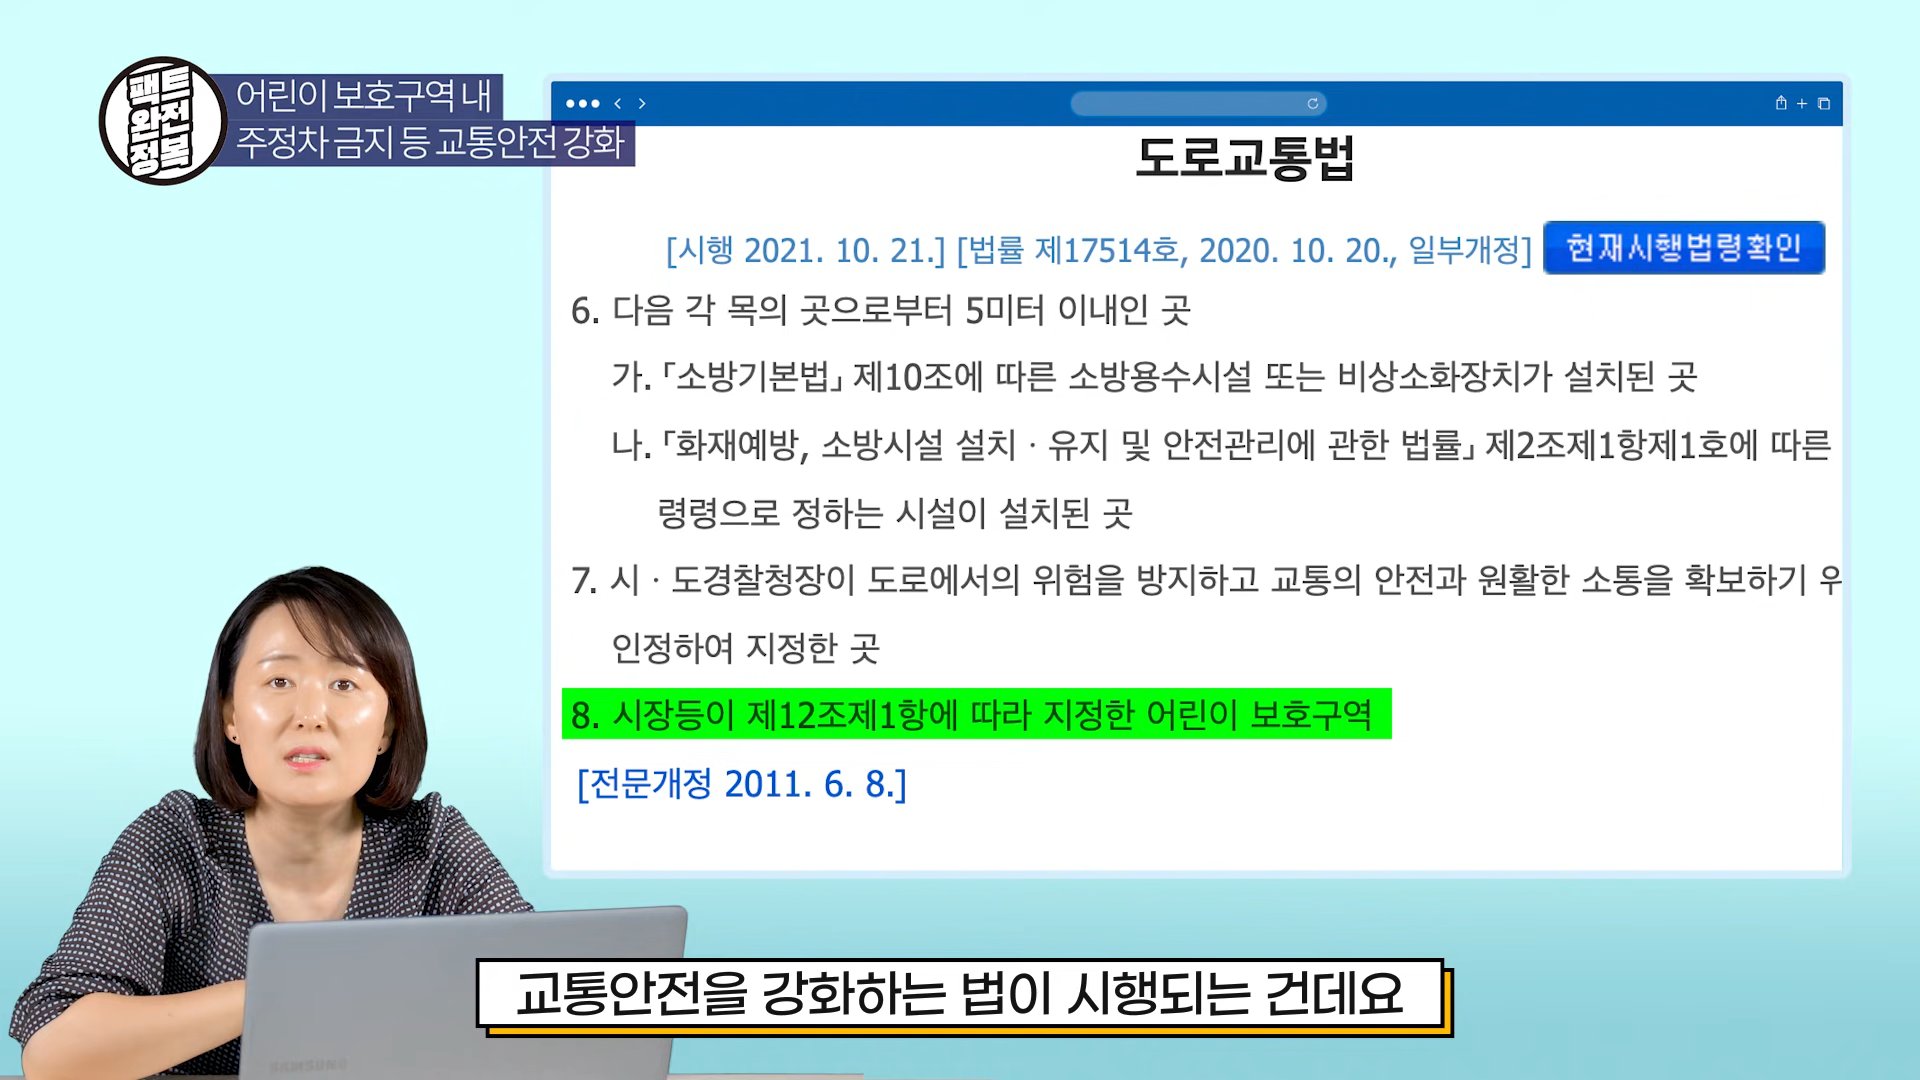 팩트
완전
정복
어린이 보호구역 내
주정차 금지 등 교통안전 강화
도로교통법
[시행 2021. 10. 21.] [법률 제17514호, 2020. 10. 20., 일부개정]
현재시행법령확인
6. 다음 각 목의 곳으로부터 5미터 이내인 곳
가. 「소방기본법」 제10조에 따른 소방용수시설 또는 비상소화장치가 설치된 곳
나. 「화재예방, 소방시설 설치ㆍ유지 및 안전관리에 관한 법률」 제2조제1항제1호에 따른
령령으로 정하는 시설이 설치된 곳
7. 시ㆍ도경찰청장이 도로에서의 위험을 방지하고 교통의 안전과 원활한 소통을 확보하기 위
인정하여 지정한 곳
8. 시장등이 제12조제1항에 따라 지정한 어린이 보호구역
[전문개정 2011. 6. 8.]
SAMSUNG
교통안전을 강화하는 법이 시행되는 건데요